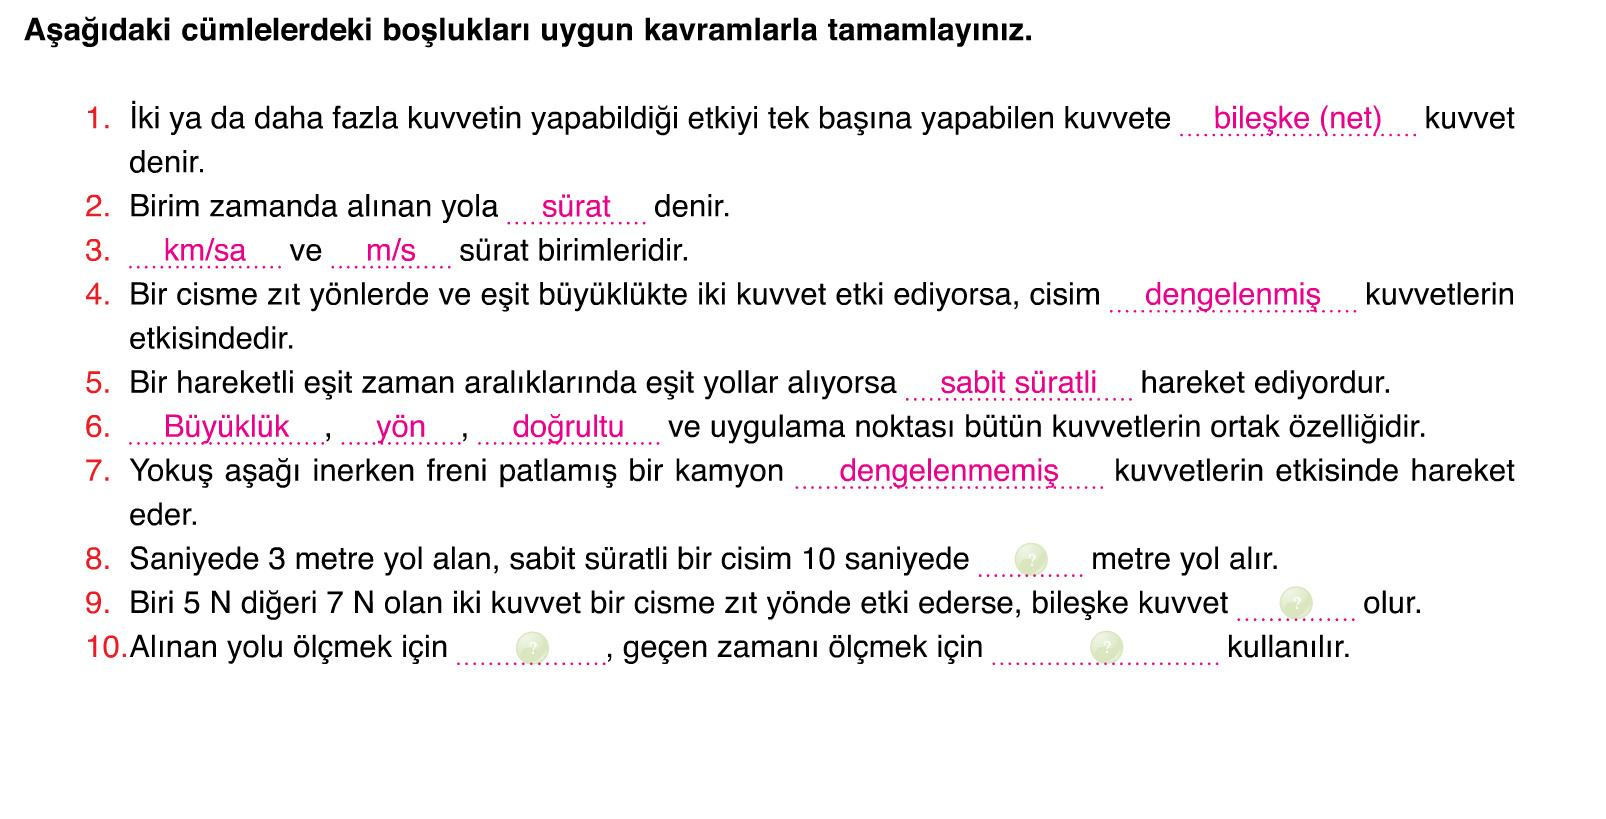 Aşağıdaki cümlelerdeki boşlukları uygun kavramlarla tamamlayınız.
1. İki ya da daha fazla kuvvetin yapabildiği etkiyi tek başına yapabilen kuvvete bileşke (net) kuvvet
denir.
2. Birim zamanda alınan yola sürat denir.
3. km/sa ve m/s sürat birimleridir.
4. Bir cisme zıt yönlerde ve eşit büyüklükte iki kuvvet etki ediyorsa, cisim dengelenmiş kuvvetlerin
etkisindedir.
5. Bir hareketli eşit zaman aralıklarında eşit yollar alıyorsa sabit süratli hareket ediyordur.
6. Büyüklük , yön , doğrultu ve uygulama noktası bütün kuvvetlerin ortak özelliğidir.
7. Yokuş aşağı inerken freni patlamış bir kamyon dengelenmemiş kuvvetlerin etkisinde hareket
eder.
8. Saniyede 3 metre yol alan, sabit süratli bir cisim 10 saniyede ? metre yol alır.
9. Biri 5 N diğeri 7 N olan iki kuvvet bir cisme zıt yönde etki ederse, bileşke kuvvet ? olur.
10. Alınan yolu ölçmek için ? , geçen zamanı ölçmek için ? kullanılır.